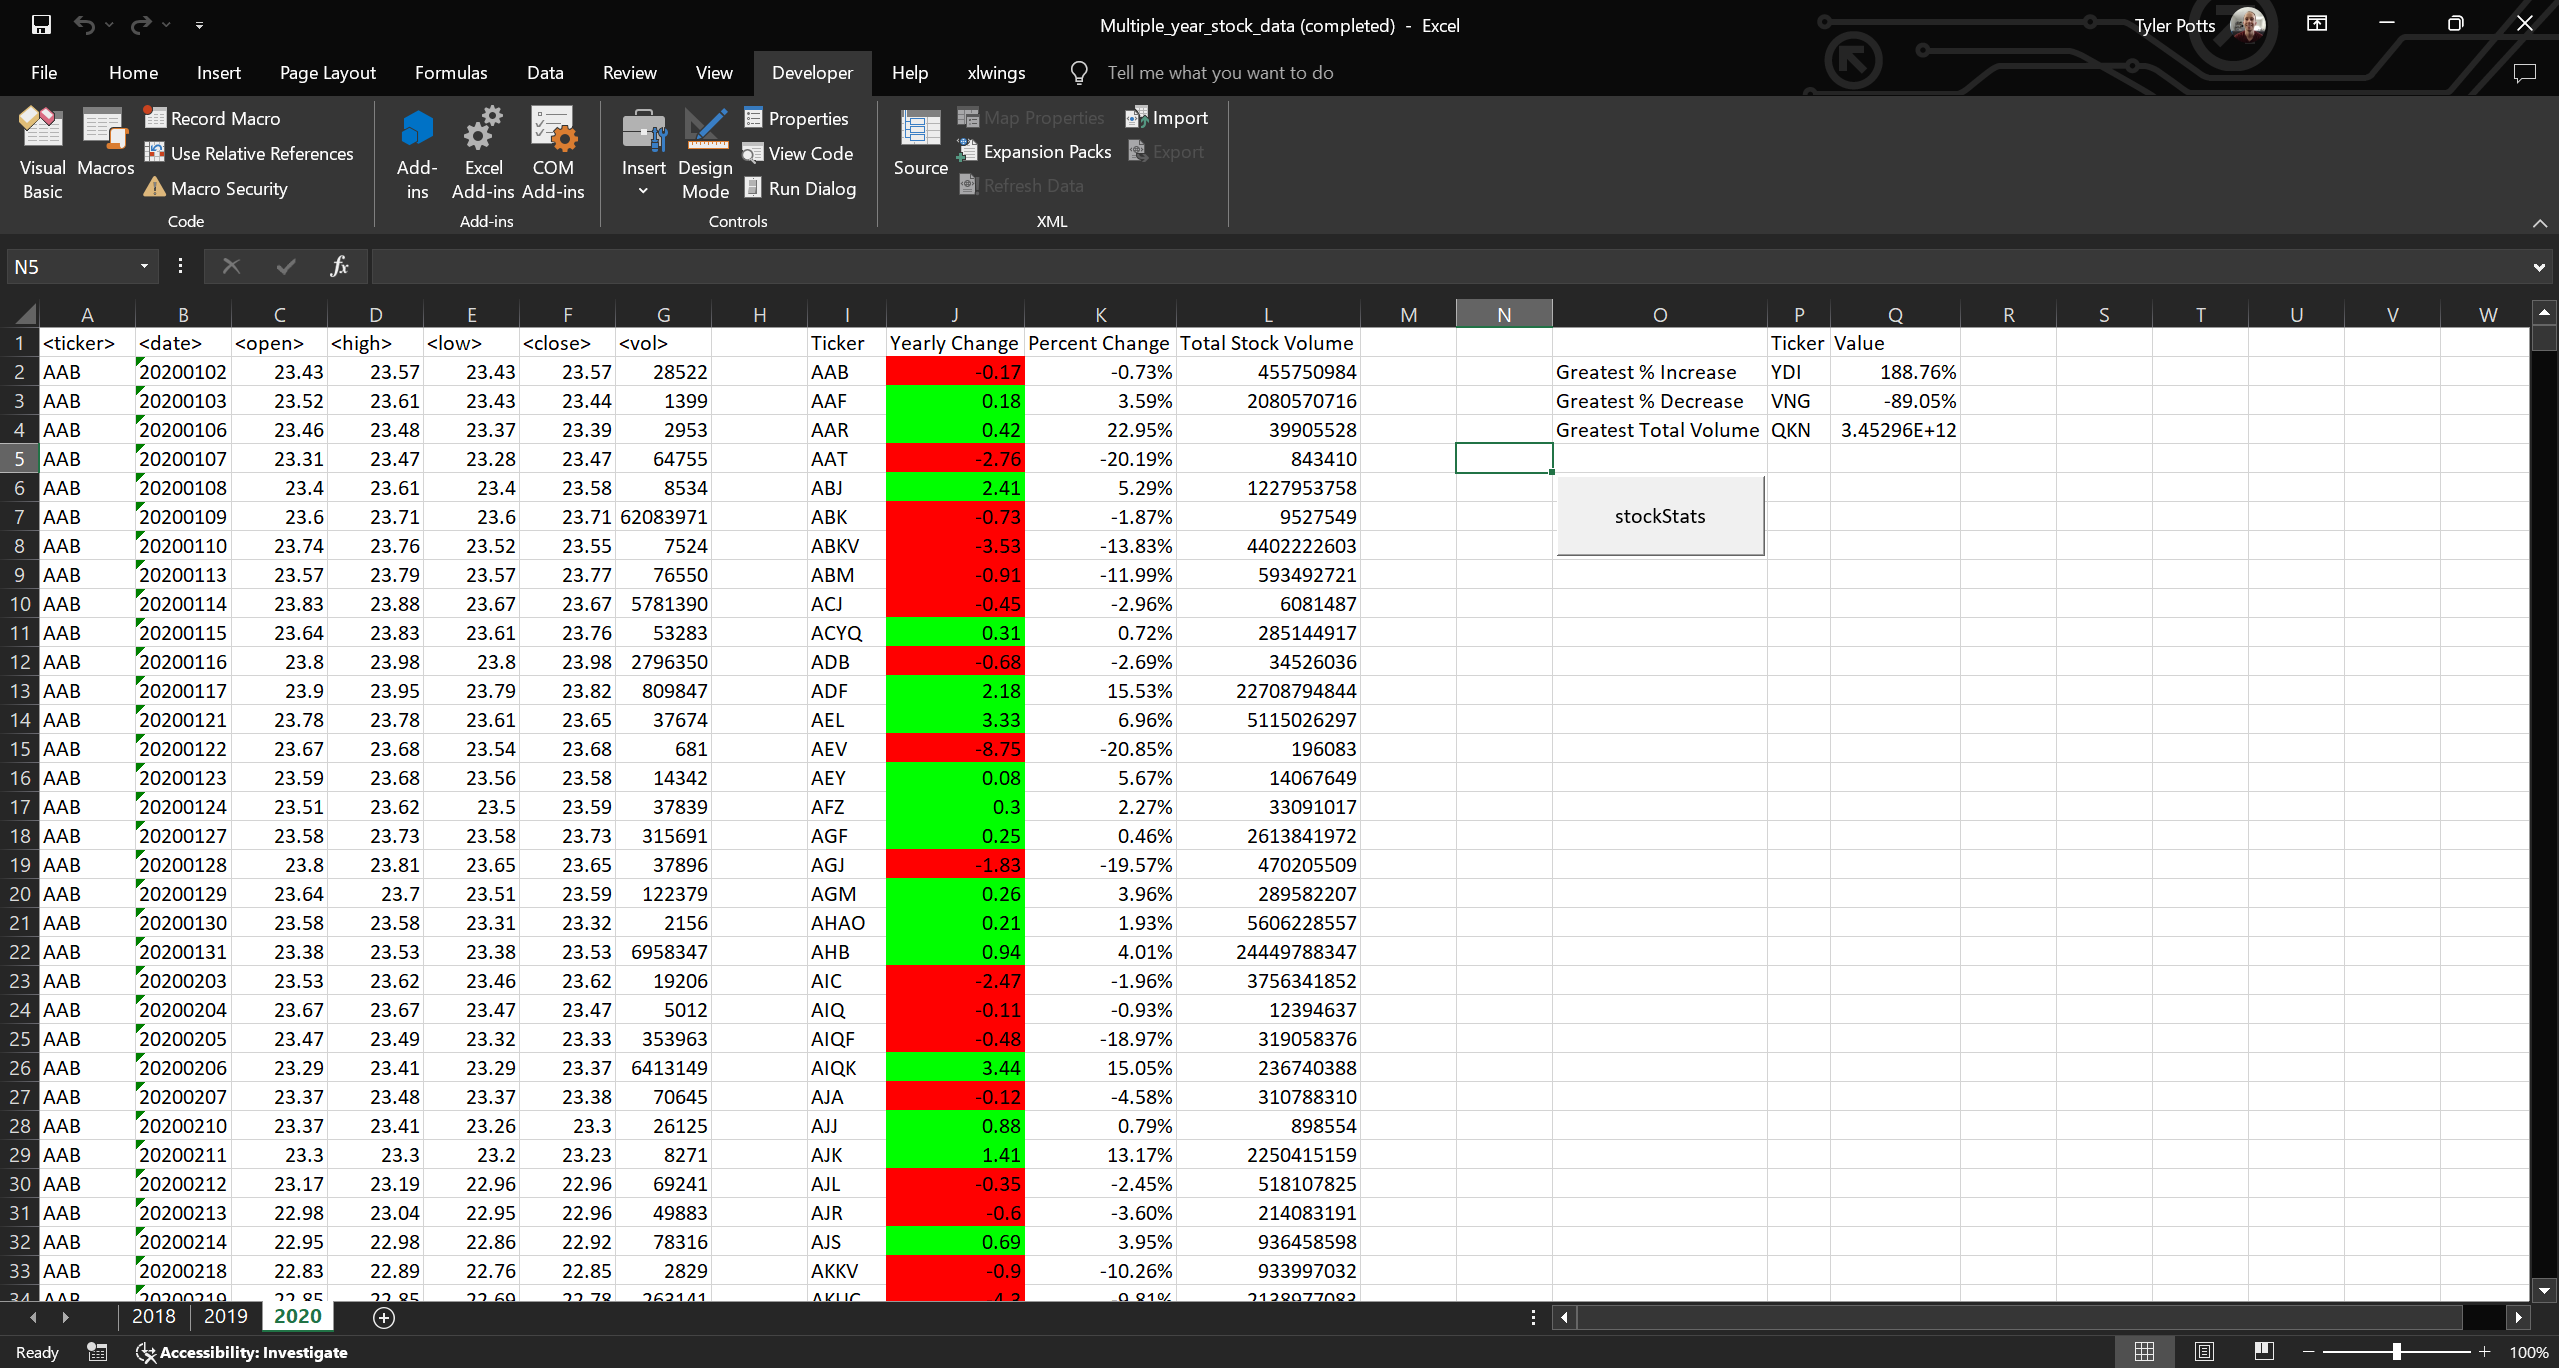 Multiple_year_stock_data (completed) - Excel
Tyler Potts
File Home Insert Page Layout Formulas Data Review View Developer Help xlwings Tell me what you want to do
Visual Basic
Macros
Record Macro
Use Relative References
Macro Security
Code
Add-ins
Excel Add-ins
COM Add-ins
Add-ins
Insert
Design Mode
Properties
View Code
Run Dialog
Controls
Source
Map Properties
Expansion Packs
Refresh Data
Import
Export
XML
N5
fx
A B C D E F G H I J K L M N O P Q R S T U V W
1 <ticker> <date> <open> <high> <low> <close> <vol> Ticker Yearly Change Percent Change Total Stock Volume Ticker Value
2 AAB 20200102 23.43 23.57 23.43 23.57 28522 AAB -0.17 -0.73% 455750984 Greatest % Increase YDI 188.76%
3 AAB 20200103 23.52 23.61 23.43 23.44 1399 AAF 0.18 3.59% 2080570716 Greatest % Decrease VNG -89.05%
4 AAB 20200106 23.46 23.48 23.37 23.39 2953 AAR 0.42 22.95% 39905528 Greatest Total Volume QKN 3.45296E+12
5 AAB 20200107 23.31 23.47 23.28 23.47 64755 AAT -2.76 -20.19% 843410
6 AAB 20200108 23.4 23.61 23.4 23.58 8534 ABJ 2.41 5.29% 1227953758
7 AAB 20200109 23.6 23.71 23.6 23.71 62083971 ABK -0.73 -1.87% 9527549
stockStats
8 AAB 20200110 23.74 23.76 23.52 23.55 7524 ABKV -3.53 -13.83% 4402222603
9 AAB 20200113 23.57 23.79 23.57 23.77 76550 ABM -0.91 -11.99% 593492721
10 AAB 20200114 23.83 23.88 23.67 23.67 5781390 ACJ -0.45 -2.96% 6081487
11 AAB 20200115 23.64 23.83 23.61 23.76 53283 ACYQ 0.31 0.72% 285144917
12 AAB 20200116 23.8 23.98 23.8 23.98 2796350 ADB -0.68 -2.69% 34526036
13 AAB 20200117 23.9 23.95 23.79 23.82 809847 ADF 2.18 15.53% 22708794844
14 AAB 20200121 23.78 23.78 23.61 23.65 37674 AEL 3.33 6.96% 5115026297
15 AAB 20200122 23.67 23.68 23.54 23.68 681 AEV -8.75 -20.85% 196083
16 AAB 20200123 23.59 23.68 23.56 23.58 14342 AEY 0.08 5.67% 14067649
17 AAB 20200124 23.51 23.62 23.5 23.59 37839 AFZ 0.3 2.27% 33091017
18 AAB 20200127 23.58 23.73 23.58 23.73 315691 AGF 0.25 0.46% 2613841972
19 AAB 20200128 23.8 23.81 23.65 23.65 37896 AGJ -1.83 -19.57% 470205509
20 AAB 20200129 23.64 23.7 23.51 23.59 122379 AGM 0.26 3.96% 289582207
21 AAB 20200130 23.58 23.58 23.31 23.32 2156 AHAO 0.21 1.93% 5606228557
22 AAB 20200131 23.38 23.53 23.38 23.53 6958347 AHB 0.94 4.01% 24449788347
23 AAB 20200203 23.53 23.62 23.46 23.62 19206 AIC -2.47 -1.96% 3756341852
24 AAB 20200204 23.67 23.67 23.47 23.47 5012 AIQ -0.11 -0.93% 12394637
25 AAB 20200205 23.47 23.49 23.32 23.33 353963 AIQF -0.48 -18.97% 319058376
26 AAB 20200206 23.29 23.41 23.29 23.37 6413149 AIQK 3.44 15.05% 236740388
27 AAB 20200207 23.37 23.48 23.37 23.38 70645 AJA -0.12 -4.58% 310788310
28 AAB 20200210 23.37 23.41 23.26 23.3 26125 AJJ 0.88 0.79% 898554
29 AAB 20200211 23.3 23.3 23.2 23.23 8271 AJK 1.41 13.17% 2250415159
30 AAB 20200212 23.17 23.19 22.96 22.96 69241 AJL -0.35 -2.45% 518107825
31 AAB 20200213 22.98 23.04 22.95 22.96 49883 AJR -0.6 -3.60% 214083191
32 AAB 20200214 22.95 22.98 22.86 22.92 78316 AJS 0.69 3.95% 936458598
33 AAB 20200218 22.83 22.89 22.76 22.85 2829 AKKV -0.9 -10.26% 933997032
34 AAB 20200219 22.85 22.85 22.69 22.78 -4.2 -9.81%
2018 2019 2020
Ready Accessibility: Investigate 100%